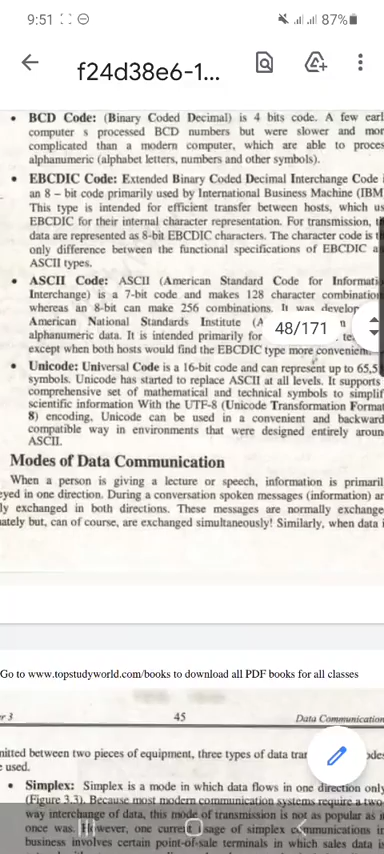 9:51
87%
f24d38e6-1...
• BCD Code: (Binary Coded Decimal) is 4 bits code. A few earl
computer s processed BCD numbers but were slower and mor
complicated than a modern computer, which are able to proces
alphanumeric (alphabet letters, numbers and other symbols).
• EBCDIC Code: Extended Binary Coded Decimal Interchange Code i
an 8 – bit code primarily used by International Business Machine (IBM
This type is intended for efficient transfer between hosts, which us
EBCDIC for their internal character representation. For transmission, t
data are represented as 8-bit EBCDIC characters. The character code is t
only difference between the functional specifications of EBCDIC a
ASCII types.
• ASCII Code: ASCII (American Standard Code for Informati
Interchange) is a 7-bit code and makes 128 character combination
whereas an 8-bit can make 256 combinations. It was develop
American National Standards Institute (A
alphanumeric data. It is intended primarily for te
except when both hosts would find the EBCDIC type more convenien
48/171
• Unicode: Universal Code is a 16-bit code and can represent up to 65,5
symbols. Unicode has started to replace ASCII at all levels. It supports
comprehensive set of mathematical and technical symbols to simplif
scientific information With the UTF-8 (Unicode Transformation Format
8) encoding, Unicode can be used in a convenient and backward
compatible way in environments that were designed entirely aroun
ASCII.
Modes of Data Communication
When a person is giving a lecture or speech, information is primaril
eyed in one direction. During a conversation spoken messages (information) ar
ly exchanged in both directions. These messages are normally exchange
nately but, can of course, are exchanged simultaneously! Similarly, when data i
Go to www.topstudyworld.com/books to download all PDF books for all classes
er 3 45 Data Communication
mitted between two pieces of equipment, three types of data tran odes
e used.
• Simplex: Simplex is a mode in which data flows in one direction only
(Figure 3.3). Because most modern communication systems require a two
way interchange of data, this mode of transmission is not as popular as it
once was. However, one current usage of simplex communications in
business involves certain point-of-sale terminals in which sales data is